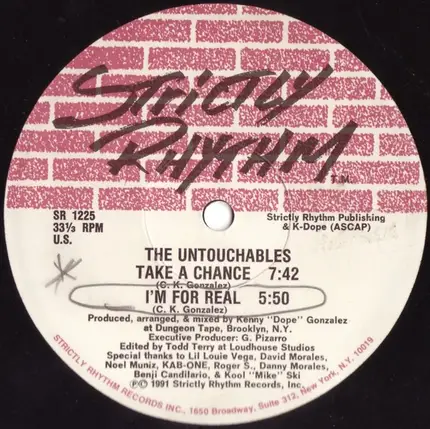 STRICTLY
RHYTHM™
SR 1225
33⅓ RPM
U.S.
Strictly Rhythm Publishing
& K-Dope (ASCAP)
THE UNTOUCHABLES
TAKE A CHANCE 7:42
(C. K. Gonzalez)
I'M FOR REAL 5:50
(C. K. Gonzalez)
Produced, arranged, & mixed by Kenny "Dope" Gonzalez
at Dungeon Tape, Brooklyn, N.Y.
Executive Producer: G. Pizarro
Edited by Todd Terry at Loudhouse Studios
Special thanks to Lil Louie Vega, David Morales,
Noel Muniz, KAB-ONE, Roger S., Danny Morales,
Benji Candilario, & Kool "Mike" Ski
℗© 1991 Strictly Rhythm Records, Inc.
STRICTLY RHYTHM RECORDS INC., 1650 Broadway, Suite 312, New York, N.Y. 10019